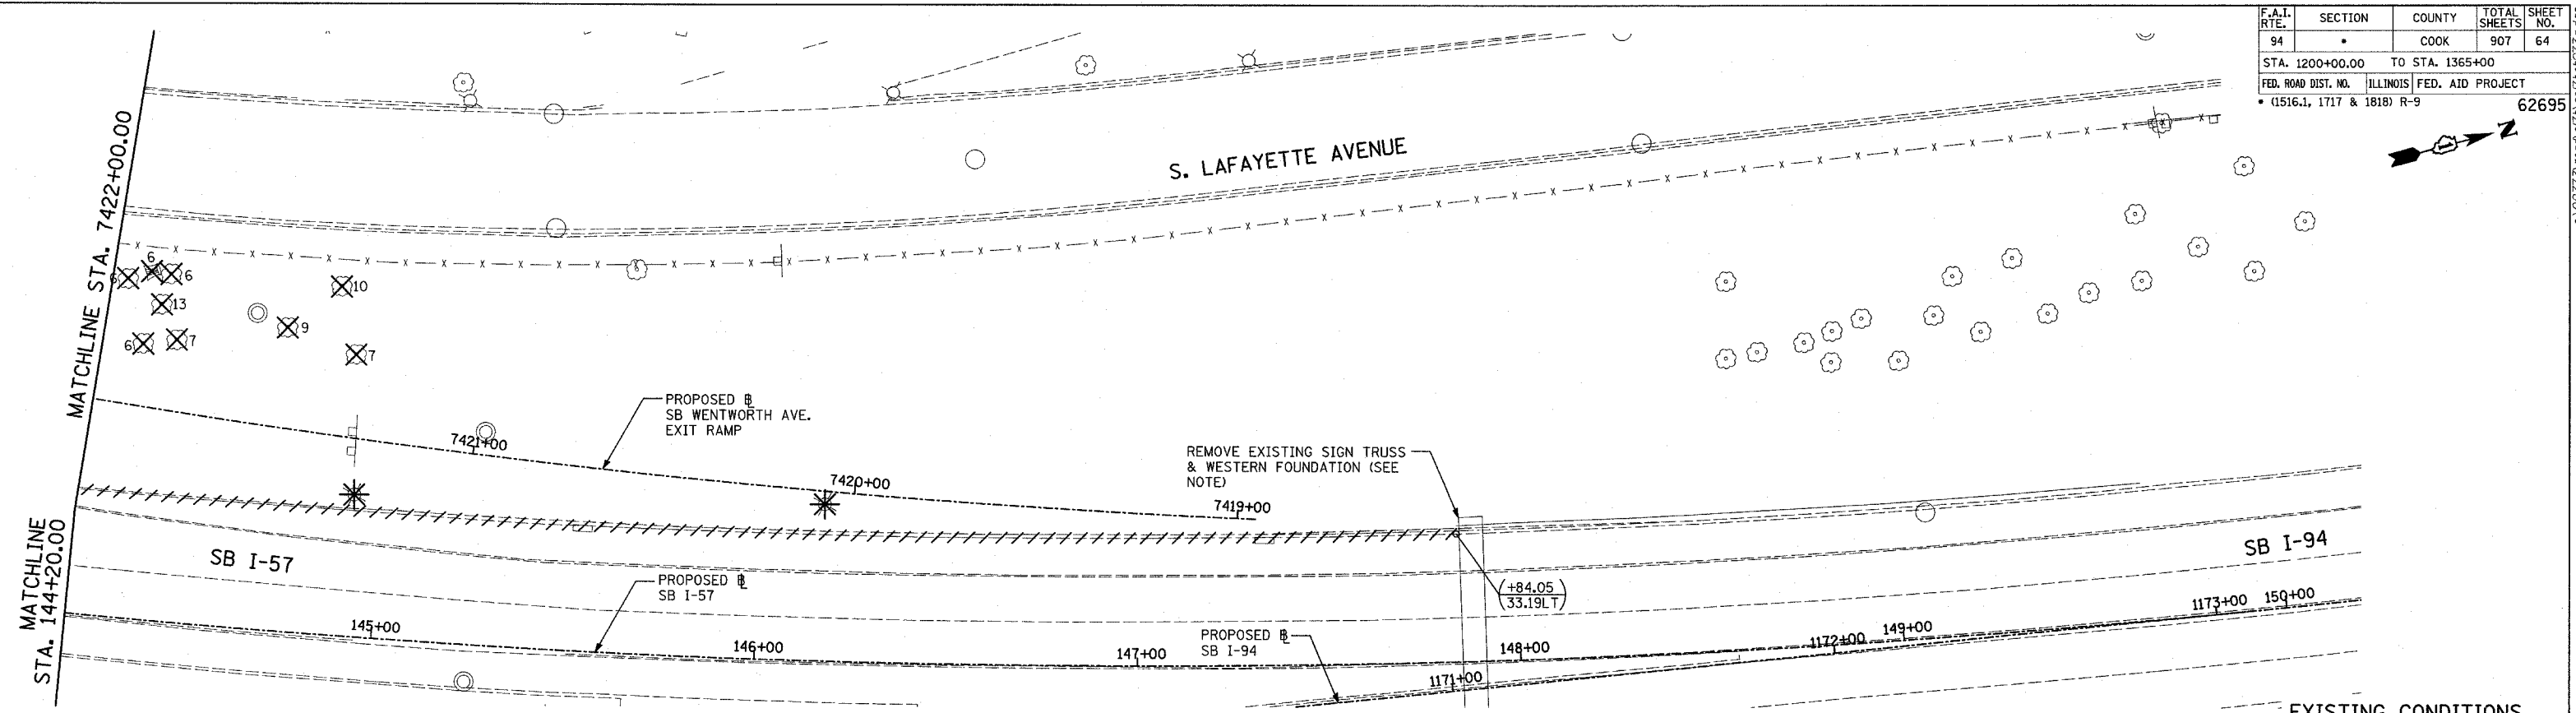 F.A.I. RTE. SECTION COUNTY TOTAL SHEETS SHEET NO.
94 • COOK 907 64
STA. 1200+00.00 TO STA. 1365+00
FED. ROAD DIST. NO. ILLINOIS FED. AID PROJECT
• (1516.1, 1717 & 1818) R-9
62695
N
S. LAFAYETTE AVENUE
MATCHLINE STA. 7422+00.00
6
6
6
13
10
9
6
7
7
PROPOSED ℄
SB WENTWORTH AVE.
EXIT RAMP
7421+00
7420+00
7419+00
REMOVE EXISTING SIGN TRUSS
& WESTERN FOUNDATION (SEE
NOTE)
MATCHLINE
STA. 144+20.00
SB I-57
SB I-94
PROPOSED ℄
SB I-57
+84.05
33.19LT
145+00
146+00
147+00
148+00
149+00
150+00
PROPOSED ℄
SB I-94
1171+00
1172+00
1173+00
EXISTING CONDITIONS